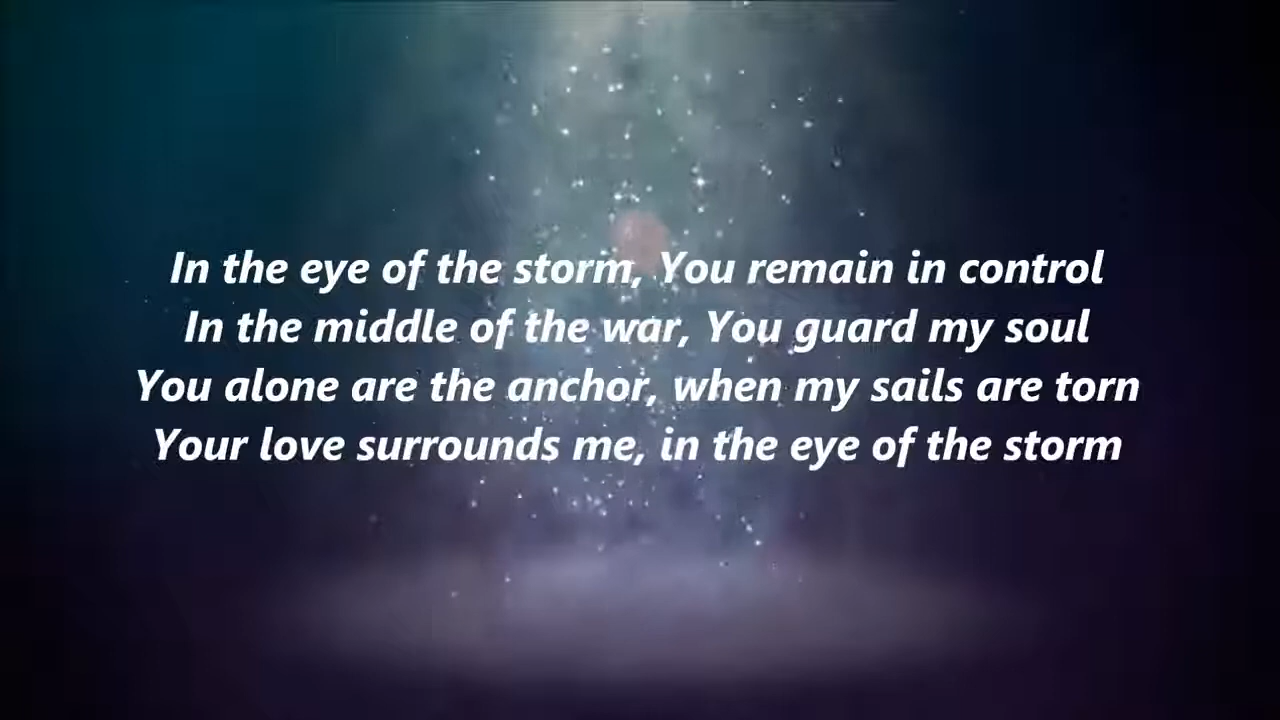 In the eye of the storm, You remain in control
In the middle of the war, You guard my soul
You alone are the anchor, when my sails are torn
Your love surrounds me, in the eye of the storm